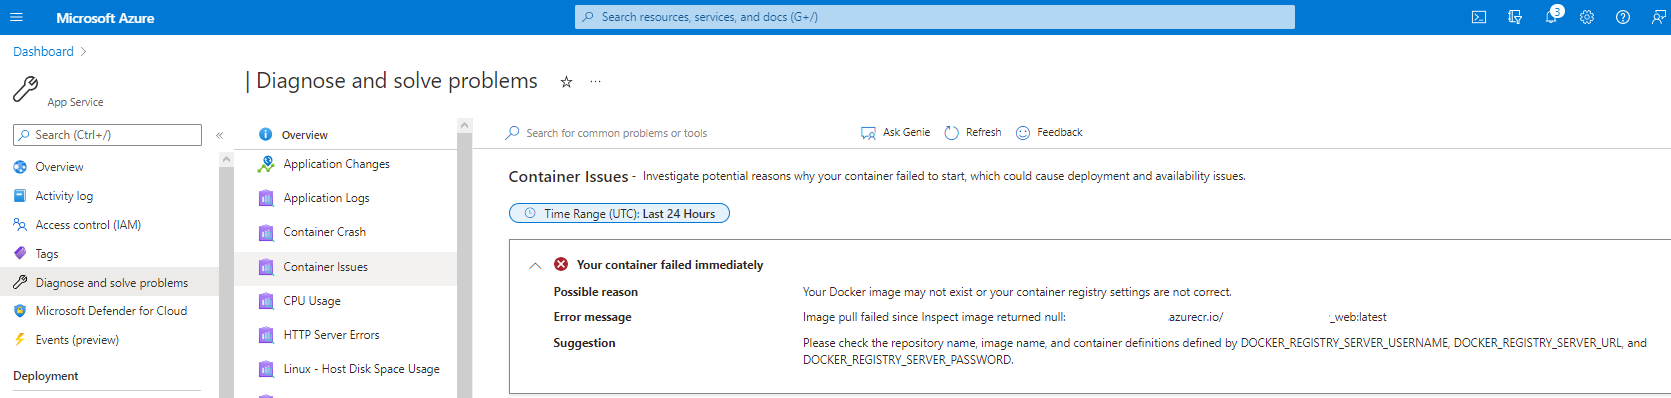 Microsoft Azure
Search resources, services, and docs (G+/)
3
Dashboard >
| Diagnose and solve problems
App Service
Search (Ctrl+/)
«
Overview
Activity log
Access control (IAM)
Tags
Diagnose and solve problems
Microsoft Defender for Cloud
Events (preview)
Deployment
Overview
Application Changes
Application Logs
Container Crash
Container Issues
CPU Usage
HTTP Server Errors
Linux - Host Disk Space Usage
Search for common problems or tools
Ask Genie
Refresh
Feedback
Container Issues - Investigate potential reasons why your container failed to start, which could cause deployment and availability issues.
Time Range (UTC): Last 24 Hours
Your container failed immediately
Possible reason Your Docker image may not exist or your container registry settings are not correct.
Error message Image pull failed since Inspect image returned null: .azurecr.io/ _web:latest
Suggestion Please check the repository name, image name, and container definitions defined by DOCKER_REGISTRY_SERVER_USERNAME, DOCKER_REGISTRY_SERVER_URL, and
DOCKER_REGISTRY_SERVER_PASSWORD.